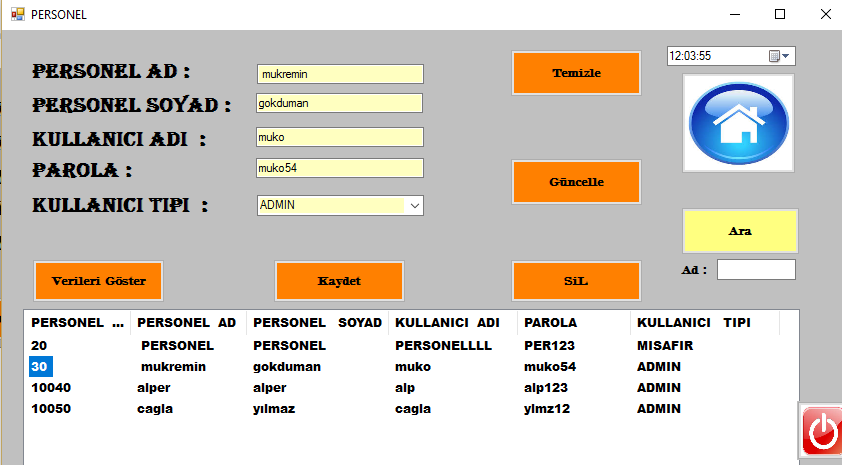 PERSONEL
PERSONEL AD :
mukremin
Temizle
12:03:55
PERSONEL SOYAD :
gokduman
KULLANICI ADI :
muko
PAROLA :
muko54
Güncelle
KULLANICI TIPI :
ADMIN
Ara
Ad :
Verileri Göster
Kaydet
SiL
PERSONEL ... PERSONEL AD PERSONEL SOYAD KULLANICI ADI PAROLA KULLANICI TIPI
20 PERSONEL PERSONEL PERSONELLLL PER123 MISAFIR
30 mukremin gokduman muko muko54 ADMIN
10040 alper alper alp alp123 ADMIN
10050 cagla yılmaz cagla ylmz12 ADMIN